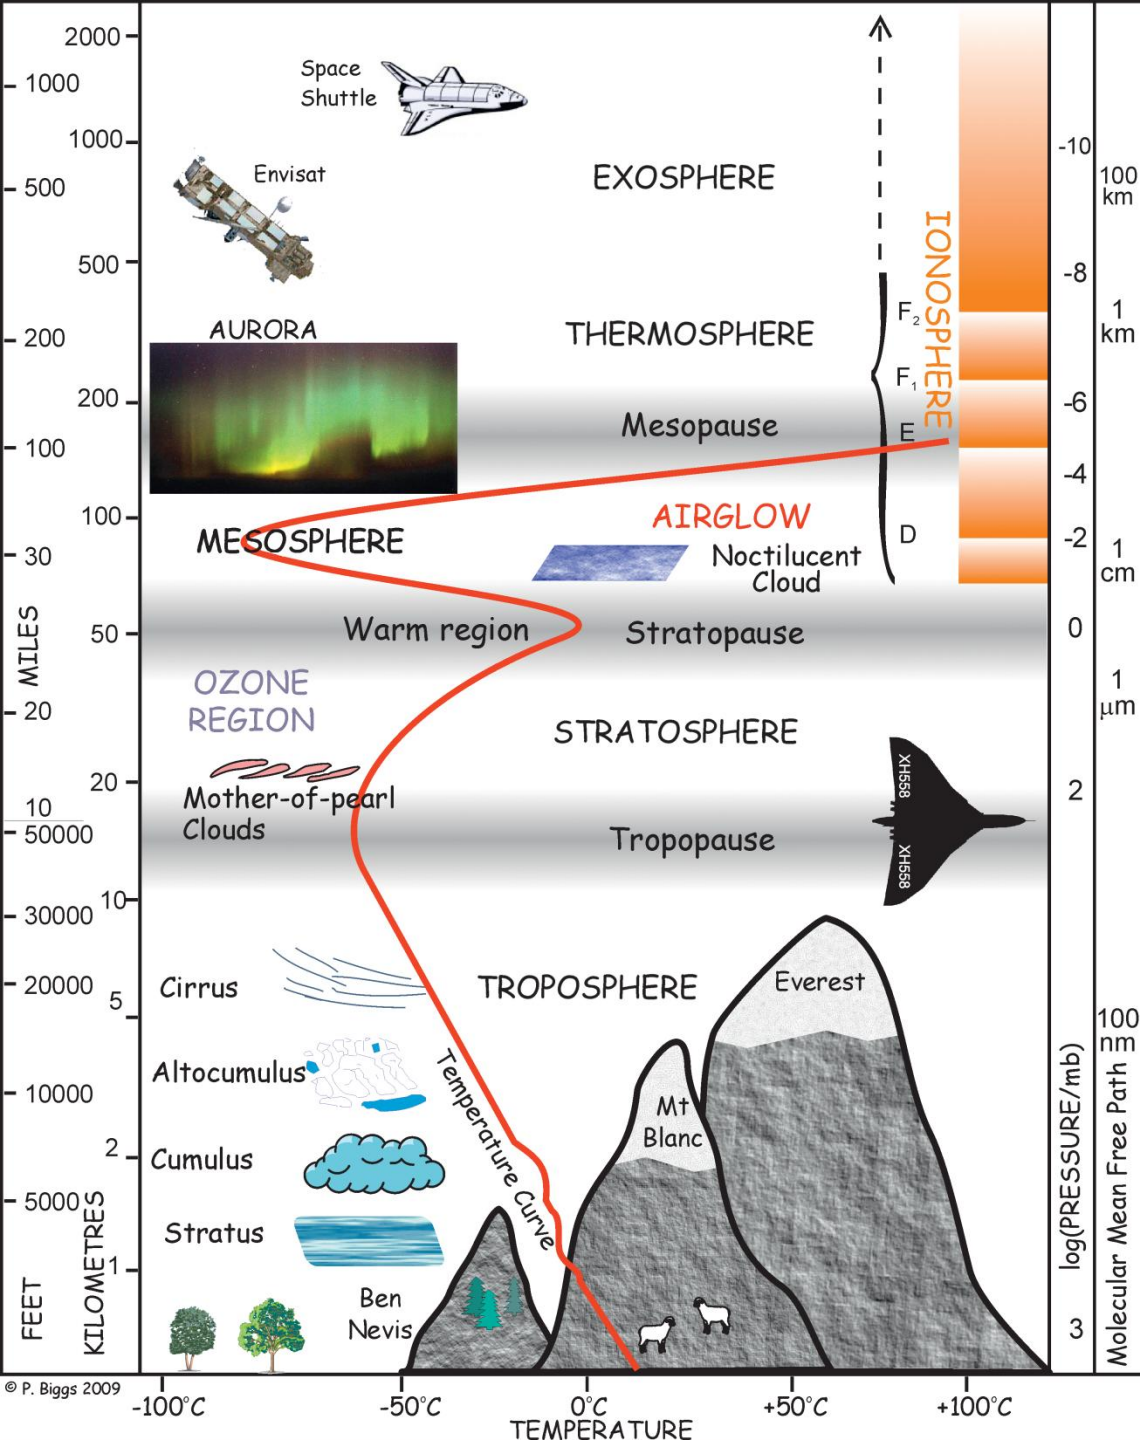 2000
1000
Space
Shuttle
1000
-10
Envisat
EXOSPHERE
100
km
500
500
-8
IONOSPHERE
F2
1
km
AURORA
THERMOSPHERE
200
F1
200
-6
Mesopause
E
100
-4
100
AIRGLOW
MESOSPHERE
D
-2
30
Noctilucent
Cloud
1
cm
50
Warm region
Stratopause
0
MILES
OZONE
REGION
1
μm
20
STRATOSPHERE
XH558
20
2
10
Mother-of-pearl
Clouds
50000
Tropopause
XH558
10
30000
Cirrus
TROPOSPHERE
Everest
20000
5
100
nm
Altocumulus
10000
Temperature Curve
Mt
Blanc
2
Cumulus
5000
Stratus
1
KILOMETRES
FEET
Ben
Nevis
3
log(PRESSURE/mb)
Molecular Mean Free Path
© P. Biggs 2009
-100°C
-50°C
0°C
+50°C
+100°C
TEMPERATURE